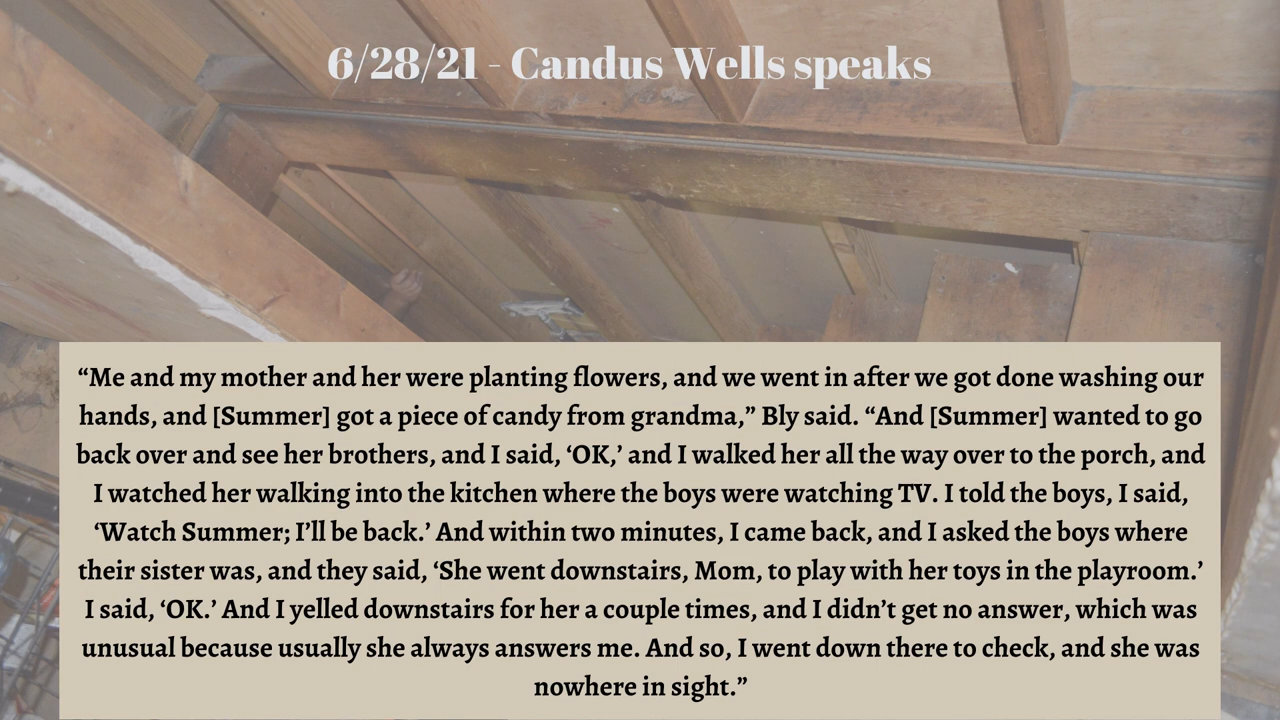 6/28/21 - Candus Wells speaks
“Me and my mother and her were planting flowers, and we went in after we got done washing our
hands, and [Summer] got a piece of candy from grandma,” Bly said. “And [Summer] wanted to go
back over and see her brothers, and I said, ‘OK,’ and I walked her all the way over to the porch, and
I watched her walking into the kitchen where the boys were watching TV. I told the boys, I said,
‘Watch Summer; I’ll be back.’ And within two minutes, I came back, and I asked the boys where
their sister was, and they said, ‘She went downstairs, Mom, to play with her toys in the playroom.’
I said, ‘OK.’ And I yelled downstairs for her a couple times, and I didn’t get no answer, which was
unusual because usually she always answers me. And so, I went down there to check, and she was
nowhere in sight.”